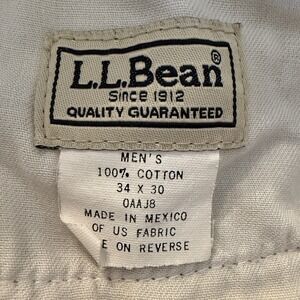 L.L.Bean®
Since 1912
QUALITY GUARANTEED
MEN'S
100% COTTON
34 X 30
0AAJ8
MADE IN MEXICO
OF US FABRIC
E ON REVERSE